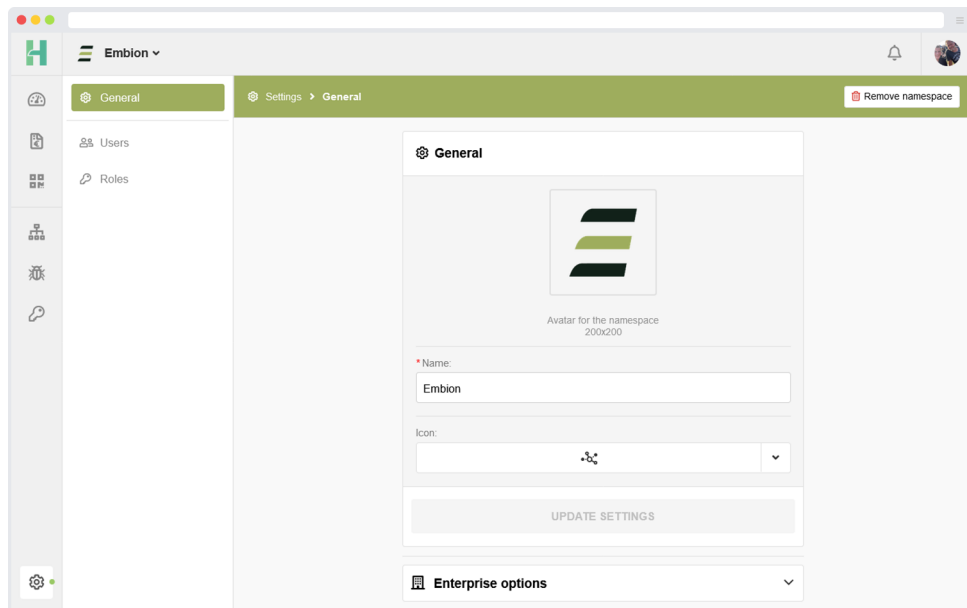 Embion
General
Users
Roles
Settings > General
Remove namespace
General
Avatar for the namespace
200x200
* Name:
Embion
Icon:
UPDATE SETTINGS
Enterprise options